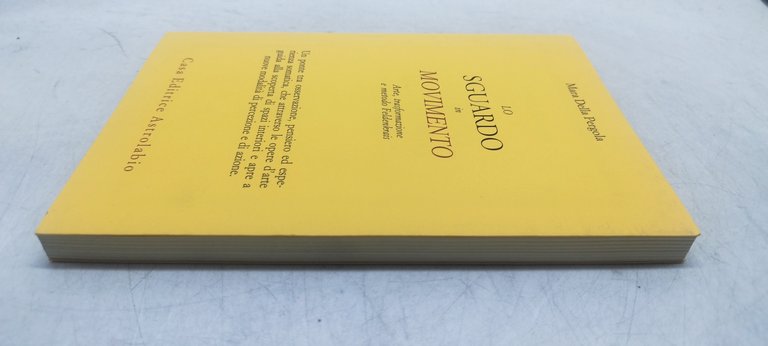 Mara Della Pergola
LO
SGUARDO
in
MOVIMENTO
Arte, trasformazione
e metodo Feldenkrais
Un ponte tra osservazione, pensiero ed espe-
rienza somatica, che attraverso le opere d'arte
guida alla scoperta di spazi interiori e apre a
nuove modalità di percezione e di azione.
Casa Editrice Astrolabio